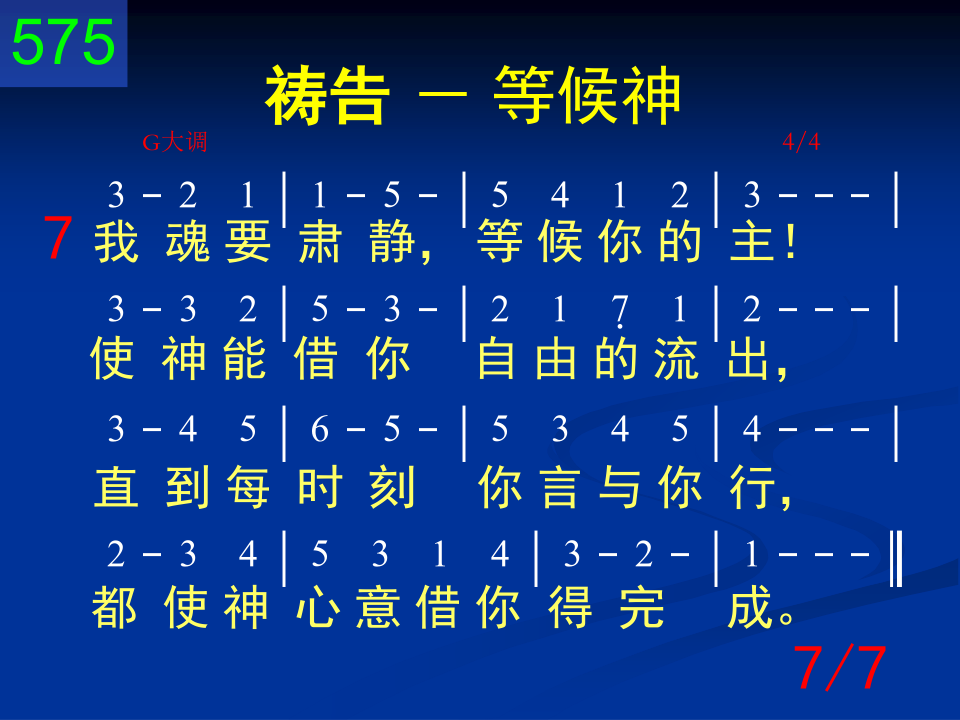 575
祷告 － 等候神
G大调 4/4
3 - 2 1 | 1 - 5 - | 5 4 1 2 | 3 - - - |
7 我 魂 要 肃 静， 等 候 你 的 主！
3 - 3 2 | 5 - 3 - | 2 1 7̣ 1 | 2 - - - |
使 神 能 借 你 自 由 的 流 出，
3 - 4 5 | 6 - 5 - | 5 3 4 5 | 4 - - - |
直 到 每 时 刻 你 言 与 你 行，
2 - 3 4 | 5 3 1 4 | 3 - 2 - | 1 - - - ‖
都 使 神 心 意 借 你 得 完 成。
7/7